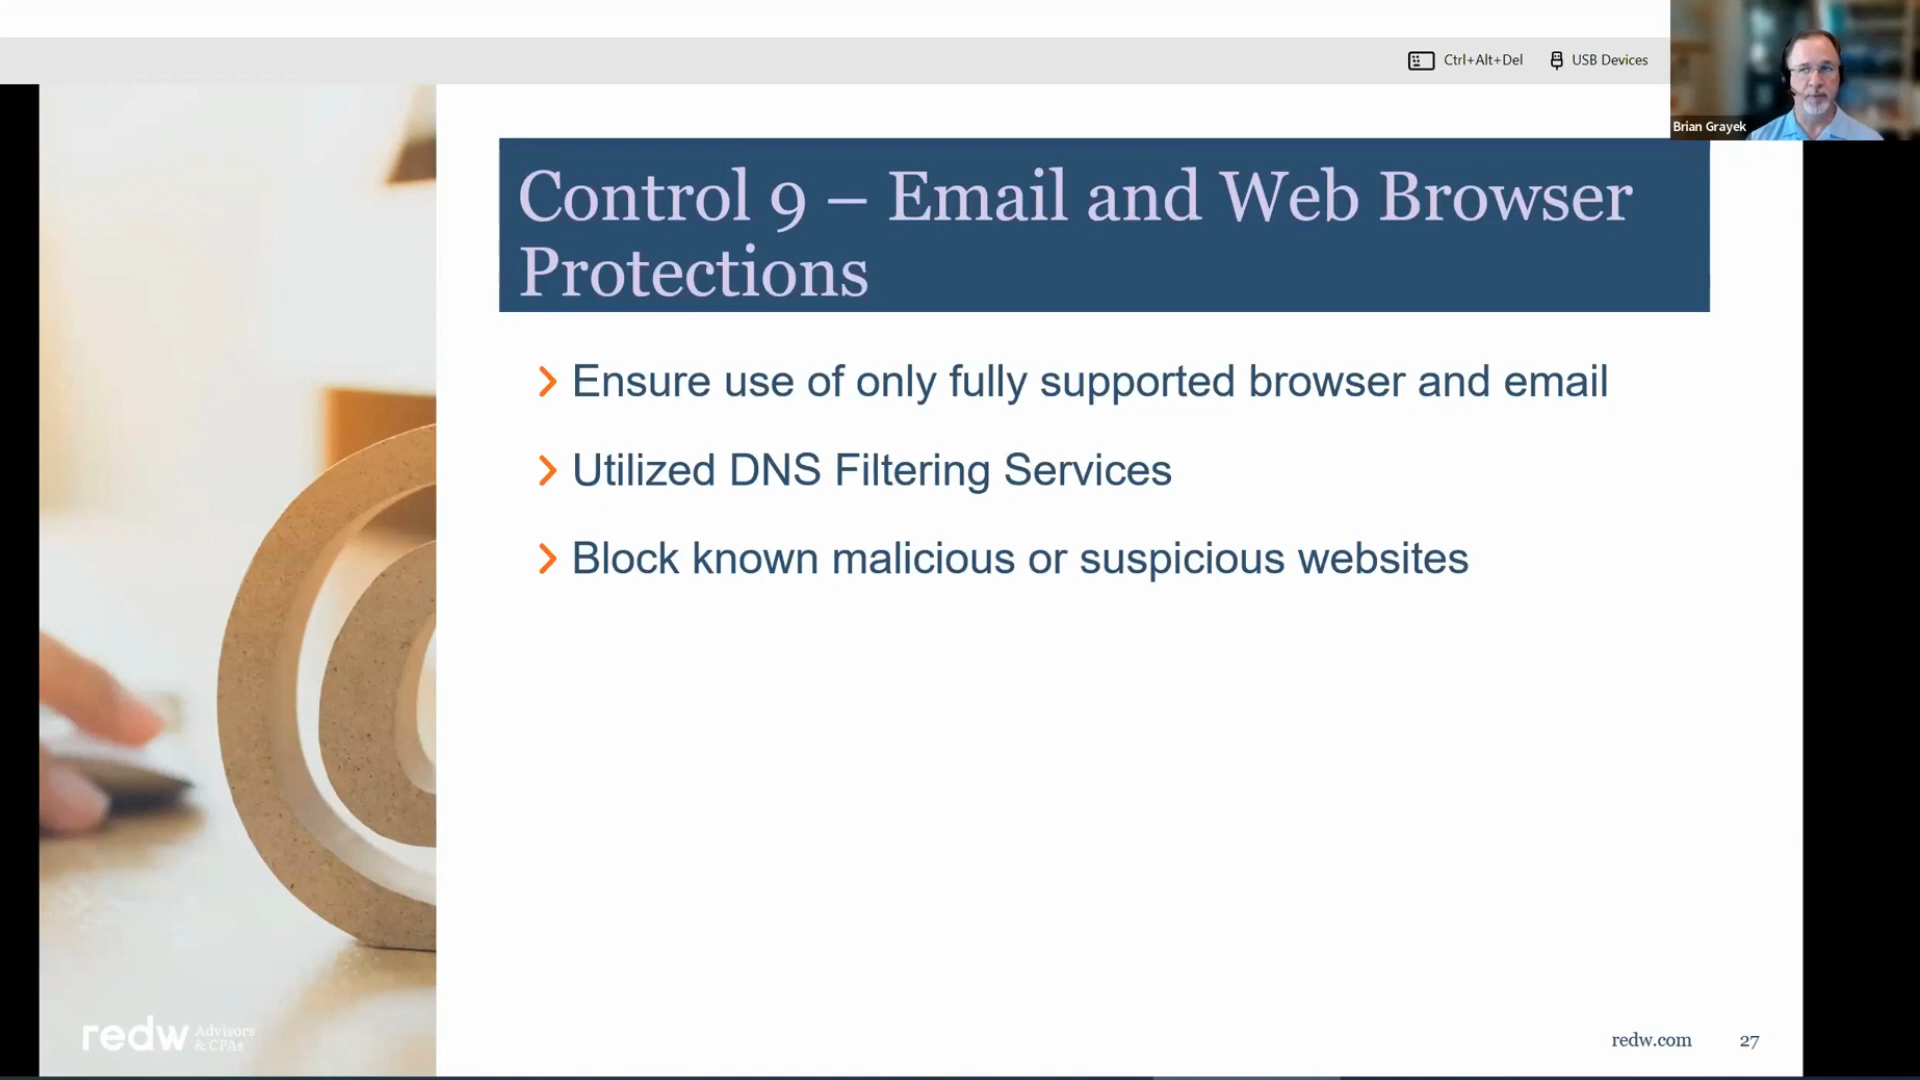 Ctrl+Alt+Del USB Devices
Brian Grayek
Control 9 – Email and Web Browser
Protections
Ensure use of only fully supported browser and email
Utilized DNS Filtering Services
Block known malicious or suspicious websites
redw Advisors
& CPAs
redw.com 27